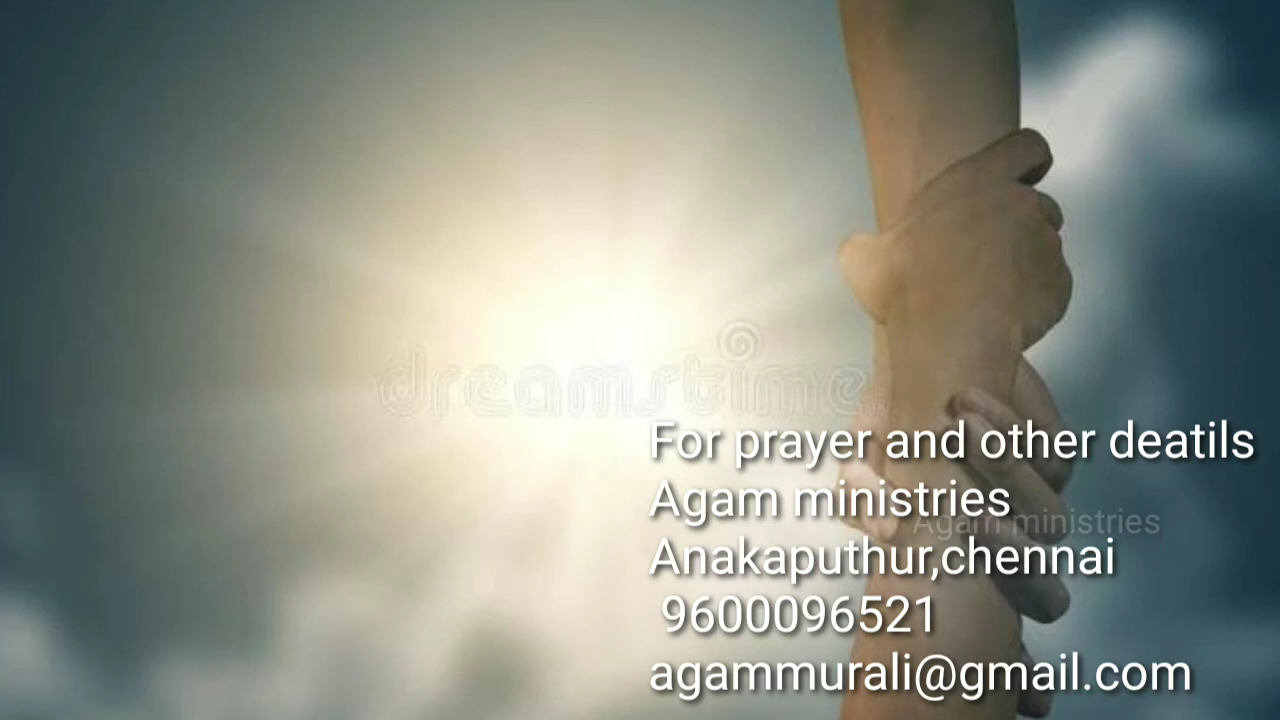 dreamstime
For prayer and other deatils
Agam ministries
Agam ministries
Anakaputhur,chennai
9600096521
agammurali@gmail.com